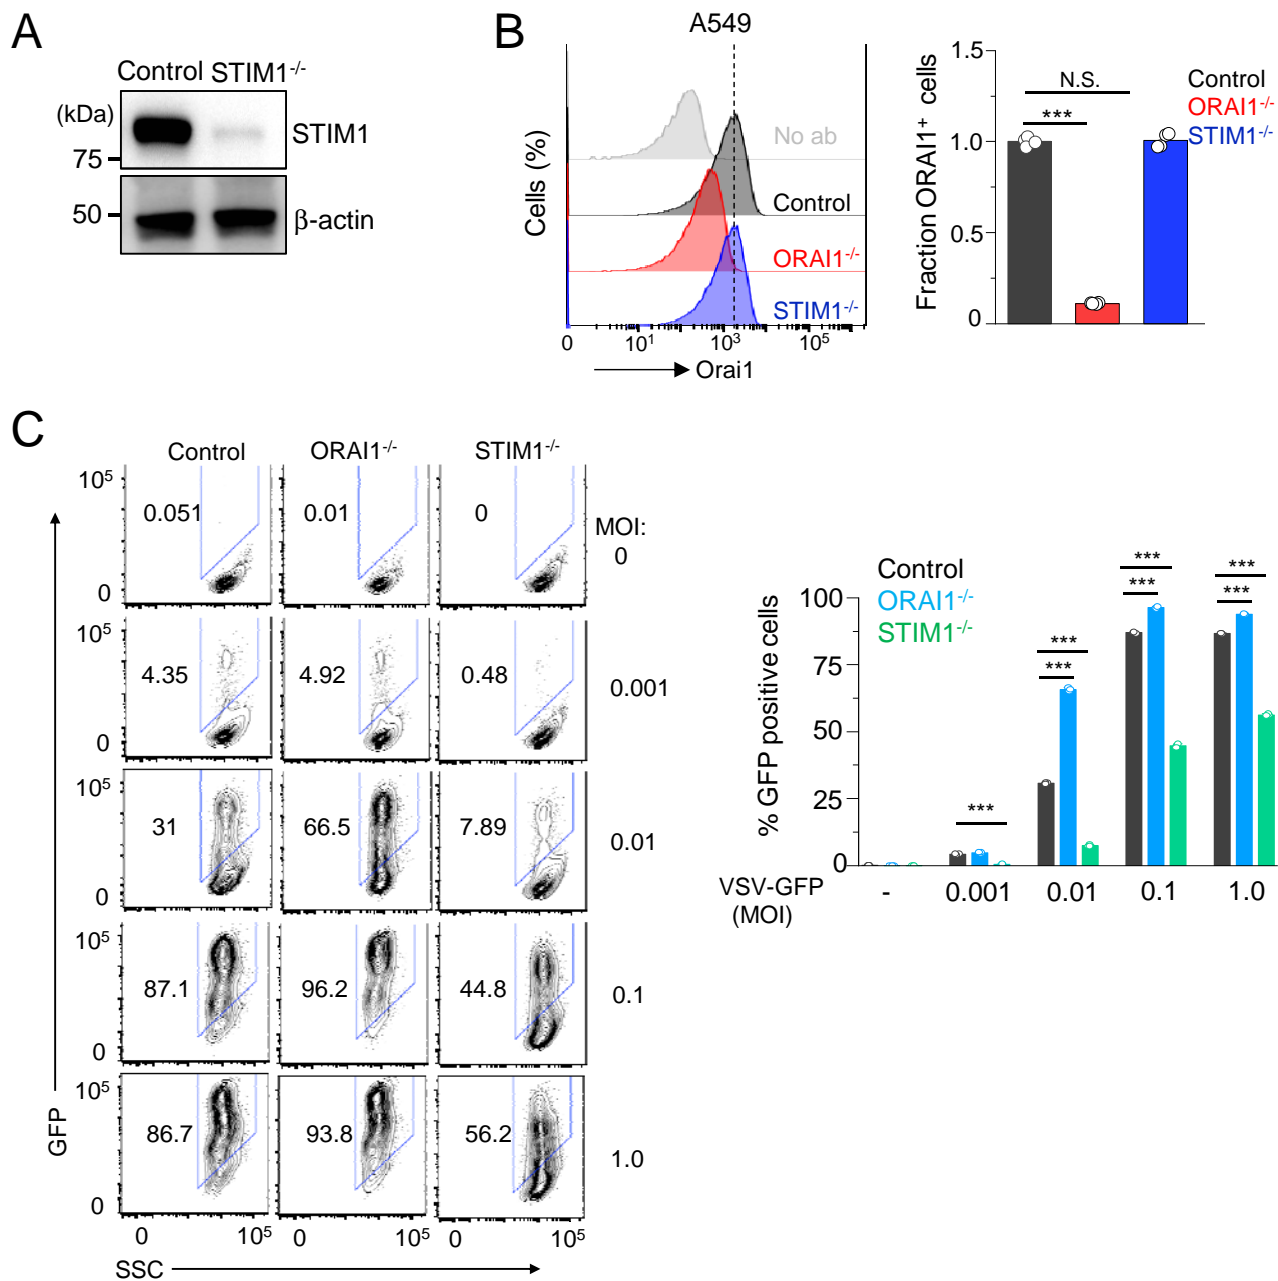 A
Control STIM1-/-
(kDa)
STIM1
75
50
β-actin
B
A549
No ab
Control
ORAI1-/-
STIM1-/-
Cells (%)
0 10¹ 10³ 10⁵
Orai1
Fraction ORAI1⁺ cells
1.5
1.0
0.5
0
N.S.
***
Control
ORAI1-/-
STIM1-/-
C
Control ORAI1-/- STIM1-/-
MOI:
10⁵
0
0.051 0.01 0
0
10⁵
0
4.35 4.92 0.48
0.001
10⁵
0
31 66.5 7.89
0.01
10⁵
0
87.1 96.2 44.8
0.1
10⁵
0
86.7 93.8 56.2
1.0
0 10⁵ 0 10⁵ 0 10⁵
GFP
SSC
Control
ORAI1-/-
STIM1-/-
% GFP positive cells
100
75
50
25
0
***
***
***
***
***
***
***
VSV-GFP
(MOI)
- 0.001 0.01 0.1 1.0